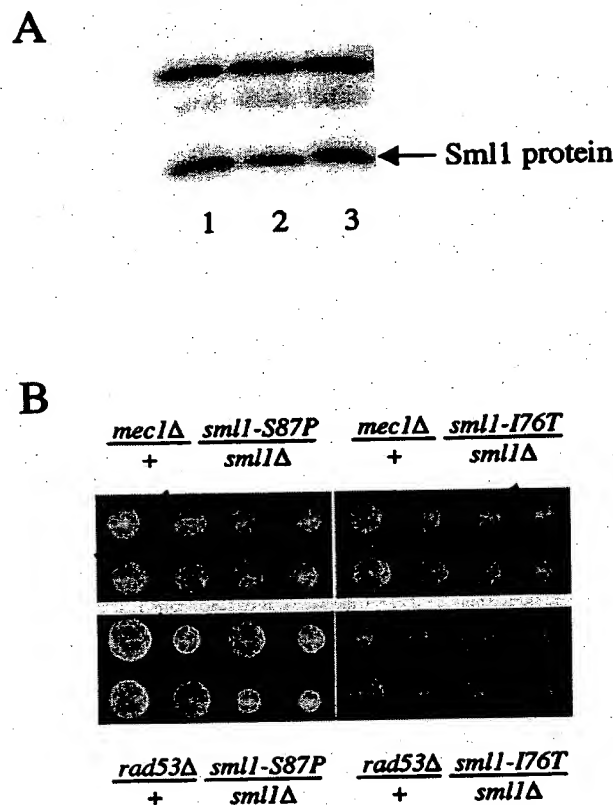 A
Sml1 protein
1 2 3
B
mec1Δ sml1-S87P mec1Δ sml1-I76T
+ sml1Δ + sml1Δ
rad53Δ sml1-S87P rad53Δ sml1-I76T
+ sml1Δ + sml1Δ